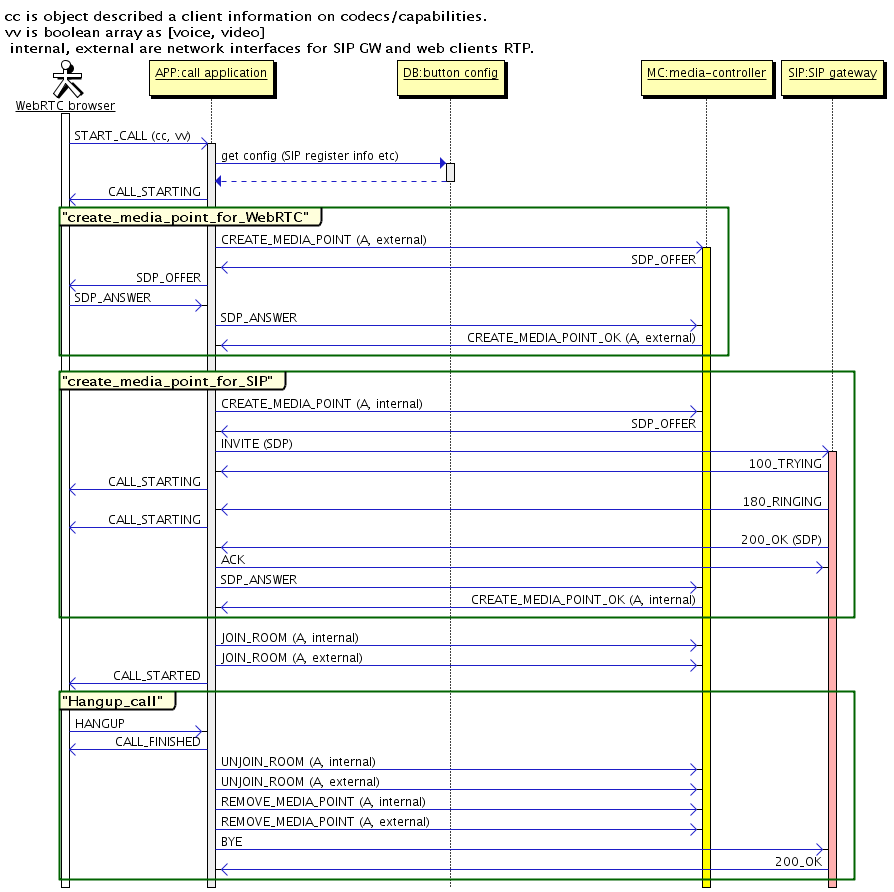 cc is object described a client information on codecs/capabilities.
vv is boolean array as [voice, video]
internal, external are network interfaces for SIP GW and web clients RTP.
WebRTC browser
APP:call application
DB:button config
MC:media-controller
SIP:SIP gateway
START_CALL (cc, vv)
get config (SIP register info etc)
CALL_STARTING
"create_media_point_for_WebRTC"
CREATE_MEDIA_POINT (A, external)
SDP_OFFER
SDP_OFFER
SDP_ANSWER
SDP_ANSWER
CREATE_MEDIA_POINT_OK (A, external)
"create_media_point_for_SIP"
CREATE_MEDIA_POINT (A, internal)
SDP_OFFER
INVITE (SDP)
100_TRYING
CALL_STARTING
180_RINGING
CALL_STARTING
200_OK (SDP)
ACK
SDP_ANSWER
CREATE_MEDIA_POINT_OK (A, internal)
JOIN_ROOM (A, internal)
JOIN_ROOM (A, external)
CALL_STARTED
"Hangup_call"
HANGUP
CALL_FINISHED
UNJOIN_ROOM (A, internal)
UNJOIN_ROOM (A, external)
REMOVE_MEDIA_POINT (A, internal)
REMOVE_MEDIA_POINT (A, external)
BYE
200_OK